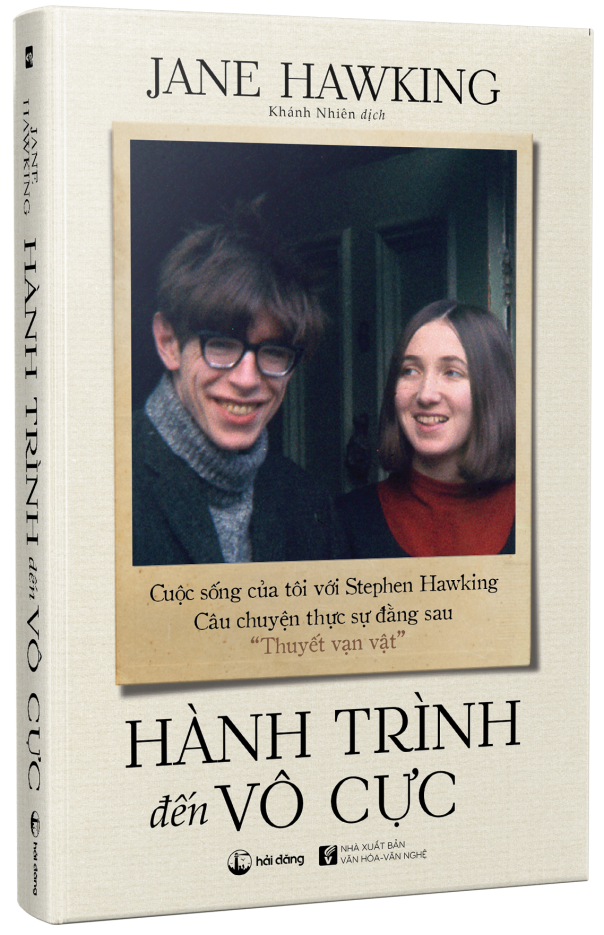 JANE HAWKING
Khánh Nhiên dịch
Cuộc sống của tôi với Stephen Hawking
Câu chuyện thực sự đằng sau
“Thuyết vạn vật”
HÀNH TRÌNH
đến VÔ CỰC
hải đăng
NHÀ XUẤT BẢN
VĂN HÓA-VĂN NGHỆ
JANE
HAWKING
HÀNH TRÌNH đến VÔ CỰC
hải đăng